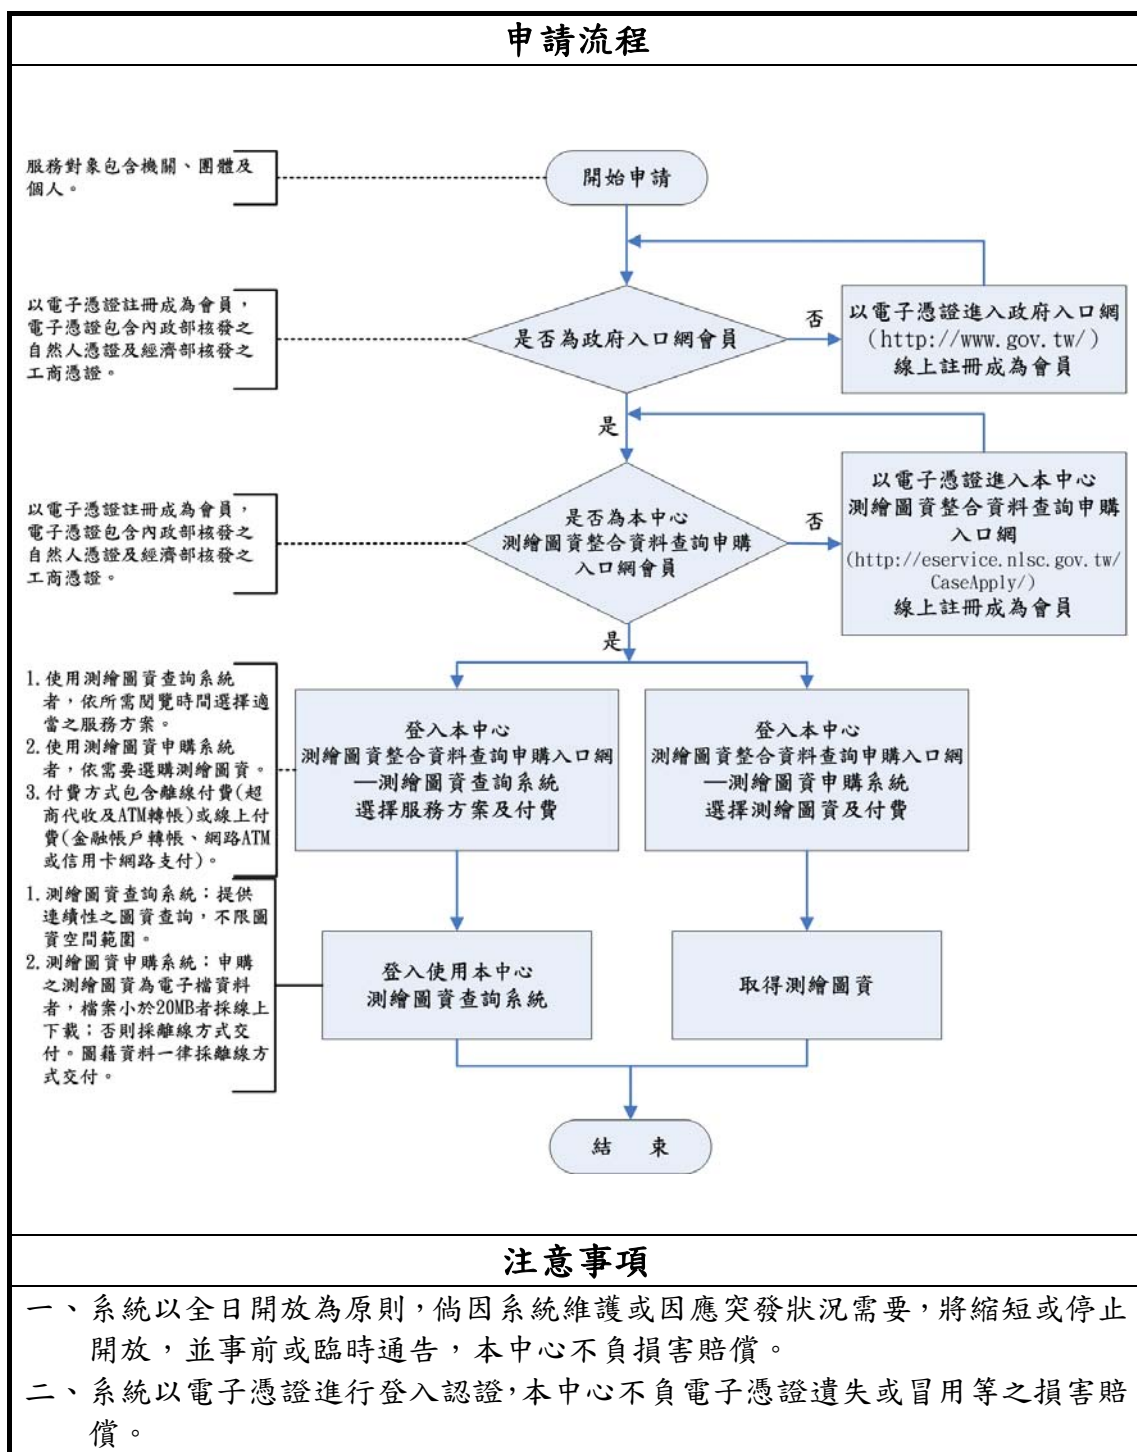 申請流程
服務對象包含機關、團體及
個人。
開始申請
以電子憑證註冊成為會員，
電子憑證包含內政部核發之
自然人憑證及經濟部核發之
工商憑證。
是否為政府入口網會員
否
以電子憑證進入政府入口網
(http://www.gov.tw/)
線上註冊成為會員
是
以電子憑證註冊成為會員，
電子憑證包含內政部核發之
自然人憑證及經濟部核發之
工商憑證。
是否為本中心
測繪圖資整合資料查詢申購
入口網會員
否
以電子憑證進入本中心
測繪圖資整合資料查詢申購
入口網
(http://eservice.nlsc.gov.tw/
CaseApply/)
線上註冊成為會員
是
1.使用測繪圖資查詢系統
者，依所需閱覽時間選擇適
當之服務方案。
2.使用測繪圖資申購系統
者，依需要選購測繪圖資。
3.付費方式包含離線付費(超
商代收及ATM轉帳)或線上付
費(金融帳戶轉帳、網路ATM
或信用卡網路支付)。
登入本中心
測繪圖資整合資料查詢申購入口網
—測繪圖資查詢系統
選擇服務方案及付費
登入本中心
測繪圖資整合資料查詢申購入口網
—測繪圖資申購系統
選擇測繪圖資及付費
1.測繪圖資查詢系統：提供
連續性之圖資查詢，不限圖
資空間範圍。
2.測繪圖資申購系統：申購
之測繪圖資為電子檔資料
者，檔案小於20MB者採線上
下載；否則採離線方式交
付。圖籍資料一律採離線方
式交付。
登入使用本中心
測繪圖資查詢系統
取得測繪圖資
結 束
注意事項
一、系統以全日開放為原則，倘因系統維護或因應突發狀況需要，將縮短或停止
開放，並事前或臨時通告，本中心不負損害賠償。
二、系統以電子憑證進行登入認證，本中心不負電子憑證遺失或冒用等之損害賠
償。